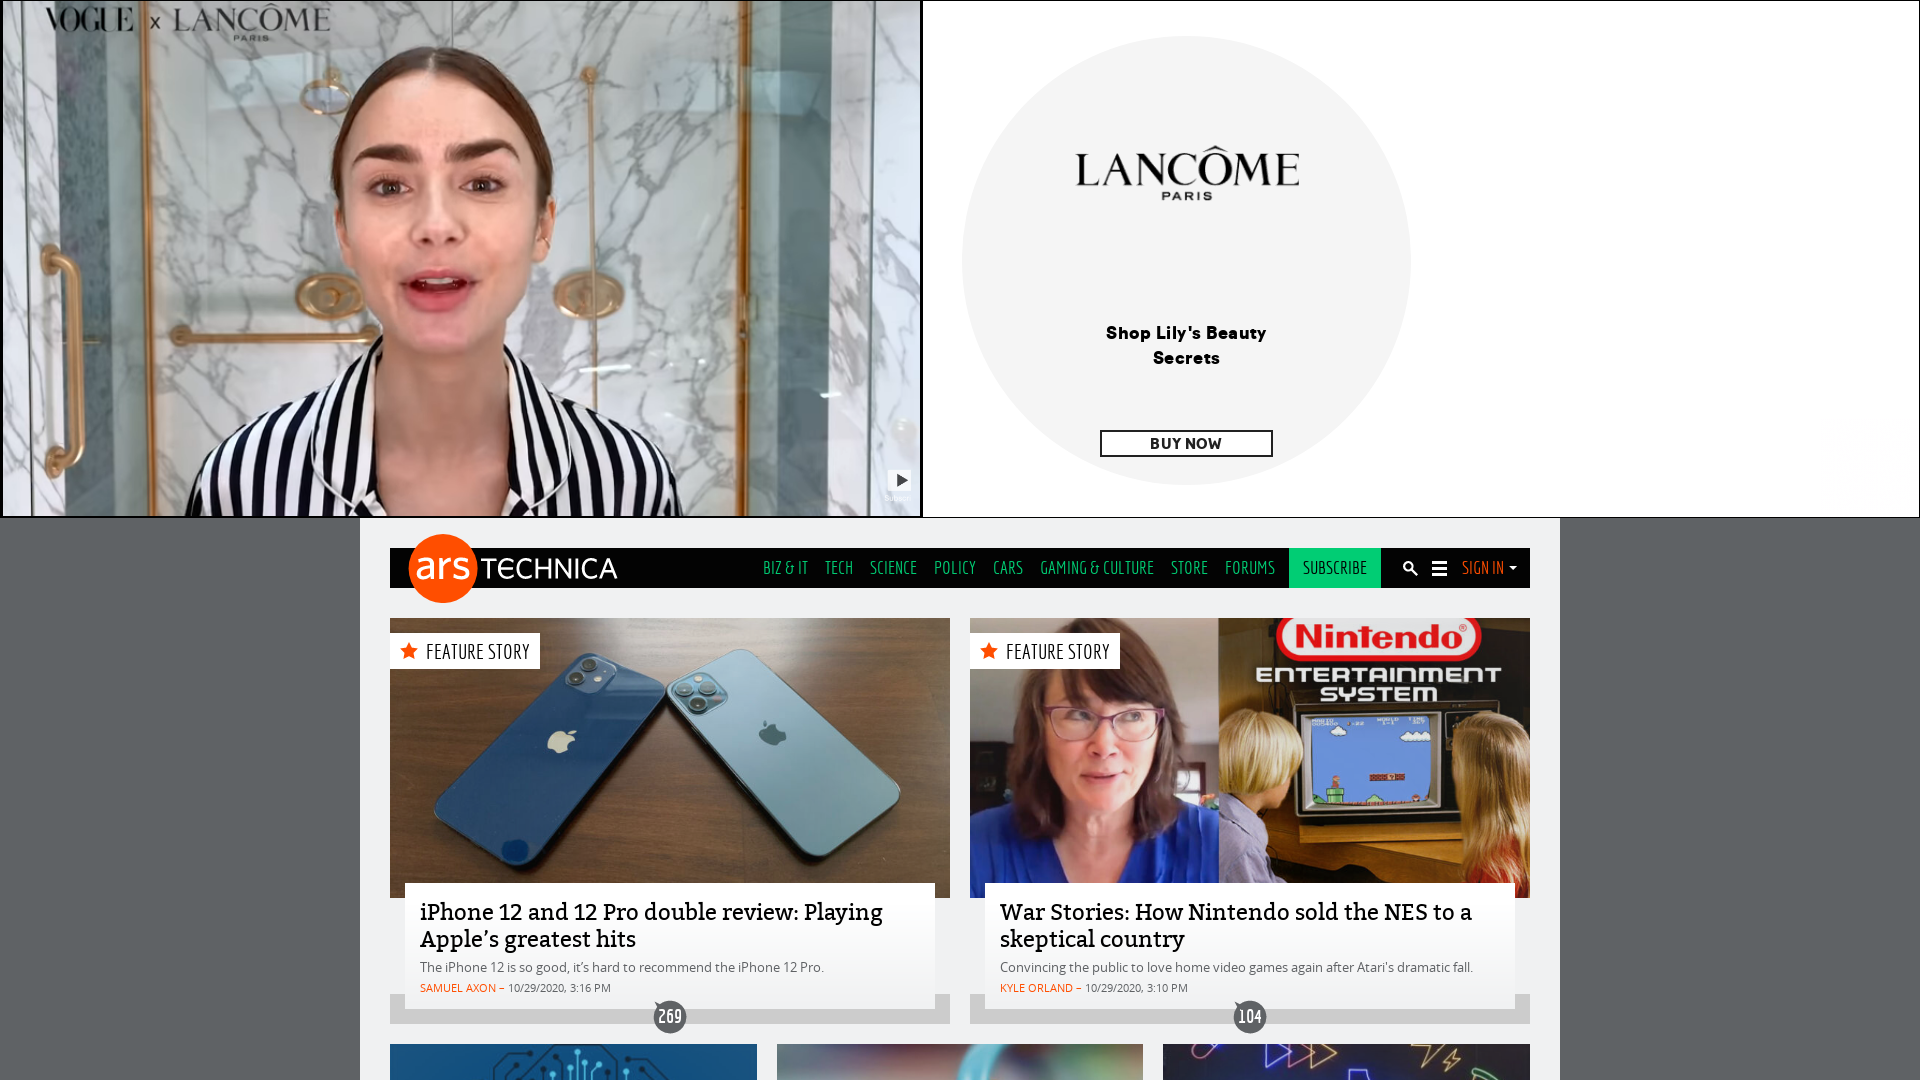 VOGUE x LANCÔME
PARIS
LANCÔME
PARIS
Shop Lily's Beauty
Secrets
BUY NOW
ars TECHNICA
BIZ & IT TECH SCIENCE POLICY CARS GAMING & CULTURE STORE FORUMS SUBSCRIBE SIGN IN
FEATURE STORY
iPhone 12 and 12 Pro double review: Playing
Apple’s greatest hits
The iPhone 12 is so good, it’s hard to recommend the iPhone 12 Pro.
SAMUEL AXON – 10/29/2020, 3:16 PM
269
FEATURE STORY
Nintendo®
ENTERTAINMENT
SYSTEM
War Stories: How Nintendo sold the NES to a
skeptical country
Convincing the public to love home video games again after Atari's dramatic fall.
KYLE ORLAND – 10/29/2020, 3:10 PM
104